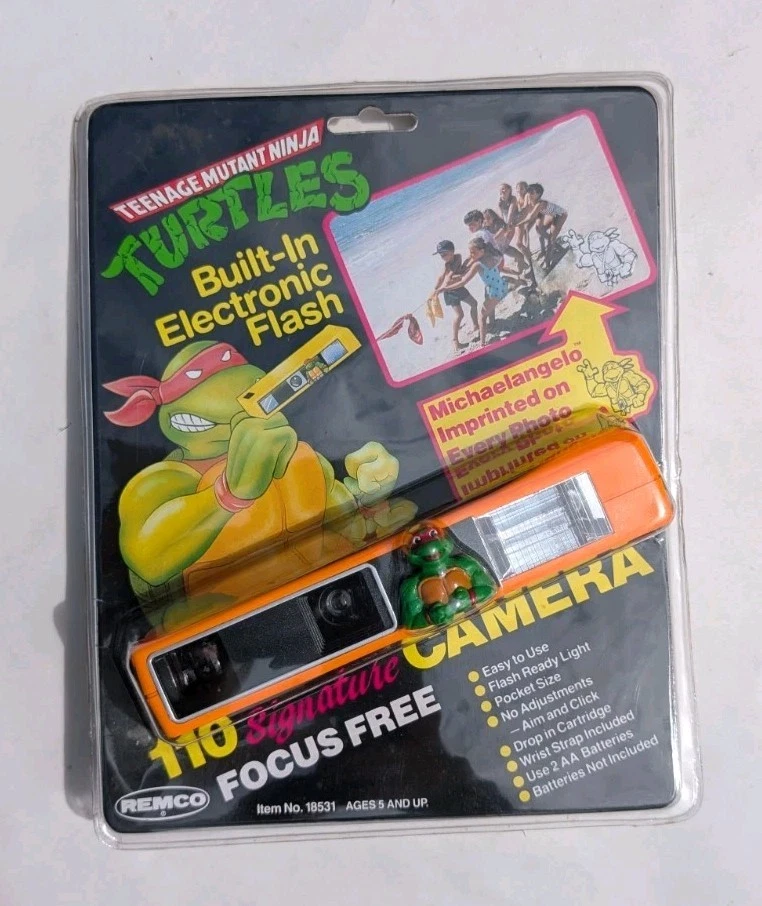 TEENAGE MUTANT NINJA
TURTLES
Built-In
Electronic
Flash
Michaelangelo™
Imprinted on
Every Photo
110 Signature CAMERA
FOCUS FREE
Easy to Use
Flash Ready Light
Pocket Size
No Adjustments
— Aim and Click
Drop in Cartridge
Wrist Strap Included
Use 2 AA Batteries
Batteries Not Included
REMCO®
Item No. 18531 AGES 5 AND UP.